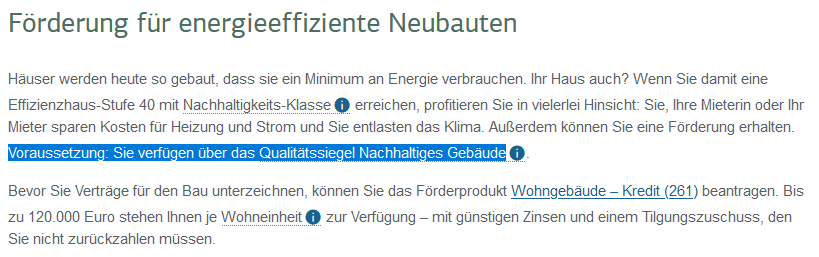 Förderung für energieeffiziente Neubauten
Häuser werden heute so gebaut, dass sie ein Minimum an Energie verbrauchen. Ihr Haus auch? Wenn Sie damit eine
Effizienzhaus-Stufe 40 mit Nachhaltigkeits-Klasse i erreichen, profitieren Sie in vielerlei Hinsicht: Sie, Ihre Mieterin oder Ihr
Mieter sparen Kosten für Heizung und Strom und Sie entlasten das Klima. Außerdem können Sie eine Förderung erhalten.
Voraussetzung: Sie verfügen über das Qualitätssiegel Nachhaltiges Gebäude i .
Bevor Sie Verträge für den Bau unterzeichnen, können Sie das Förderprodukt Wohngebäude – Kredit (261) beantragen. Bis
zu 120.000 Euro stehen Ihnen je Wohneinheit i zur Verfügung – mit günstigen Zinsen und einem Tilgungszuschuss, den
Sie nicht zurückzahlen müssen.